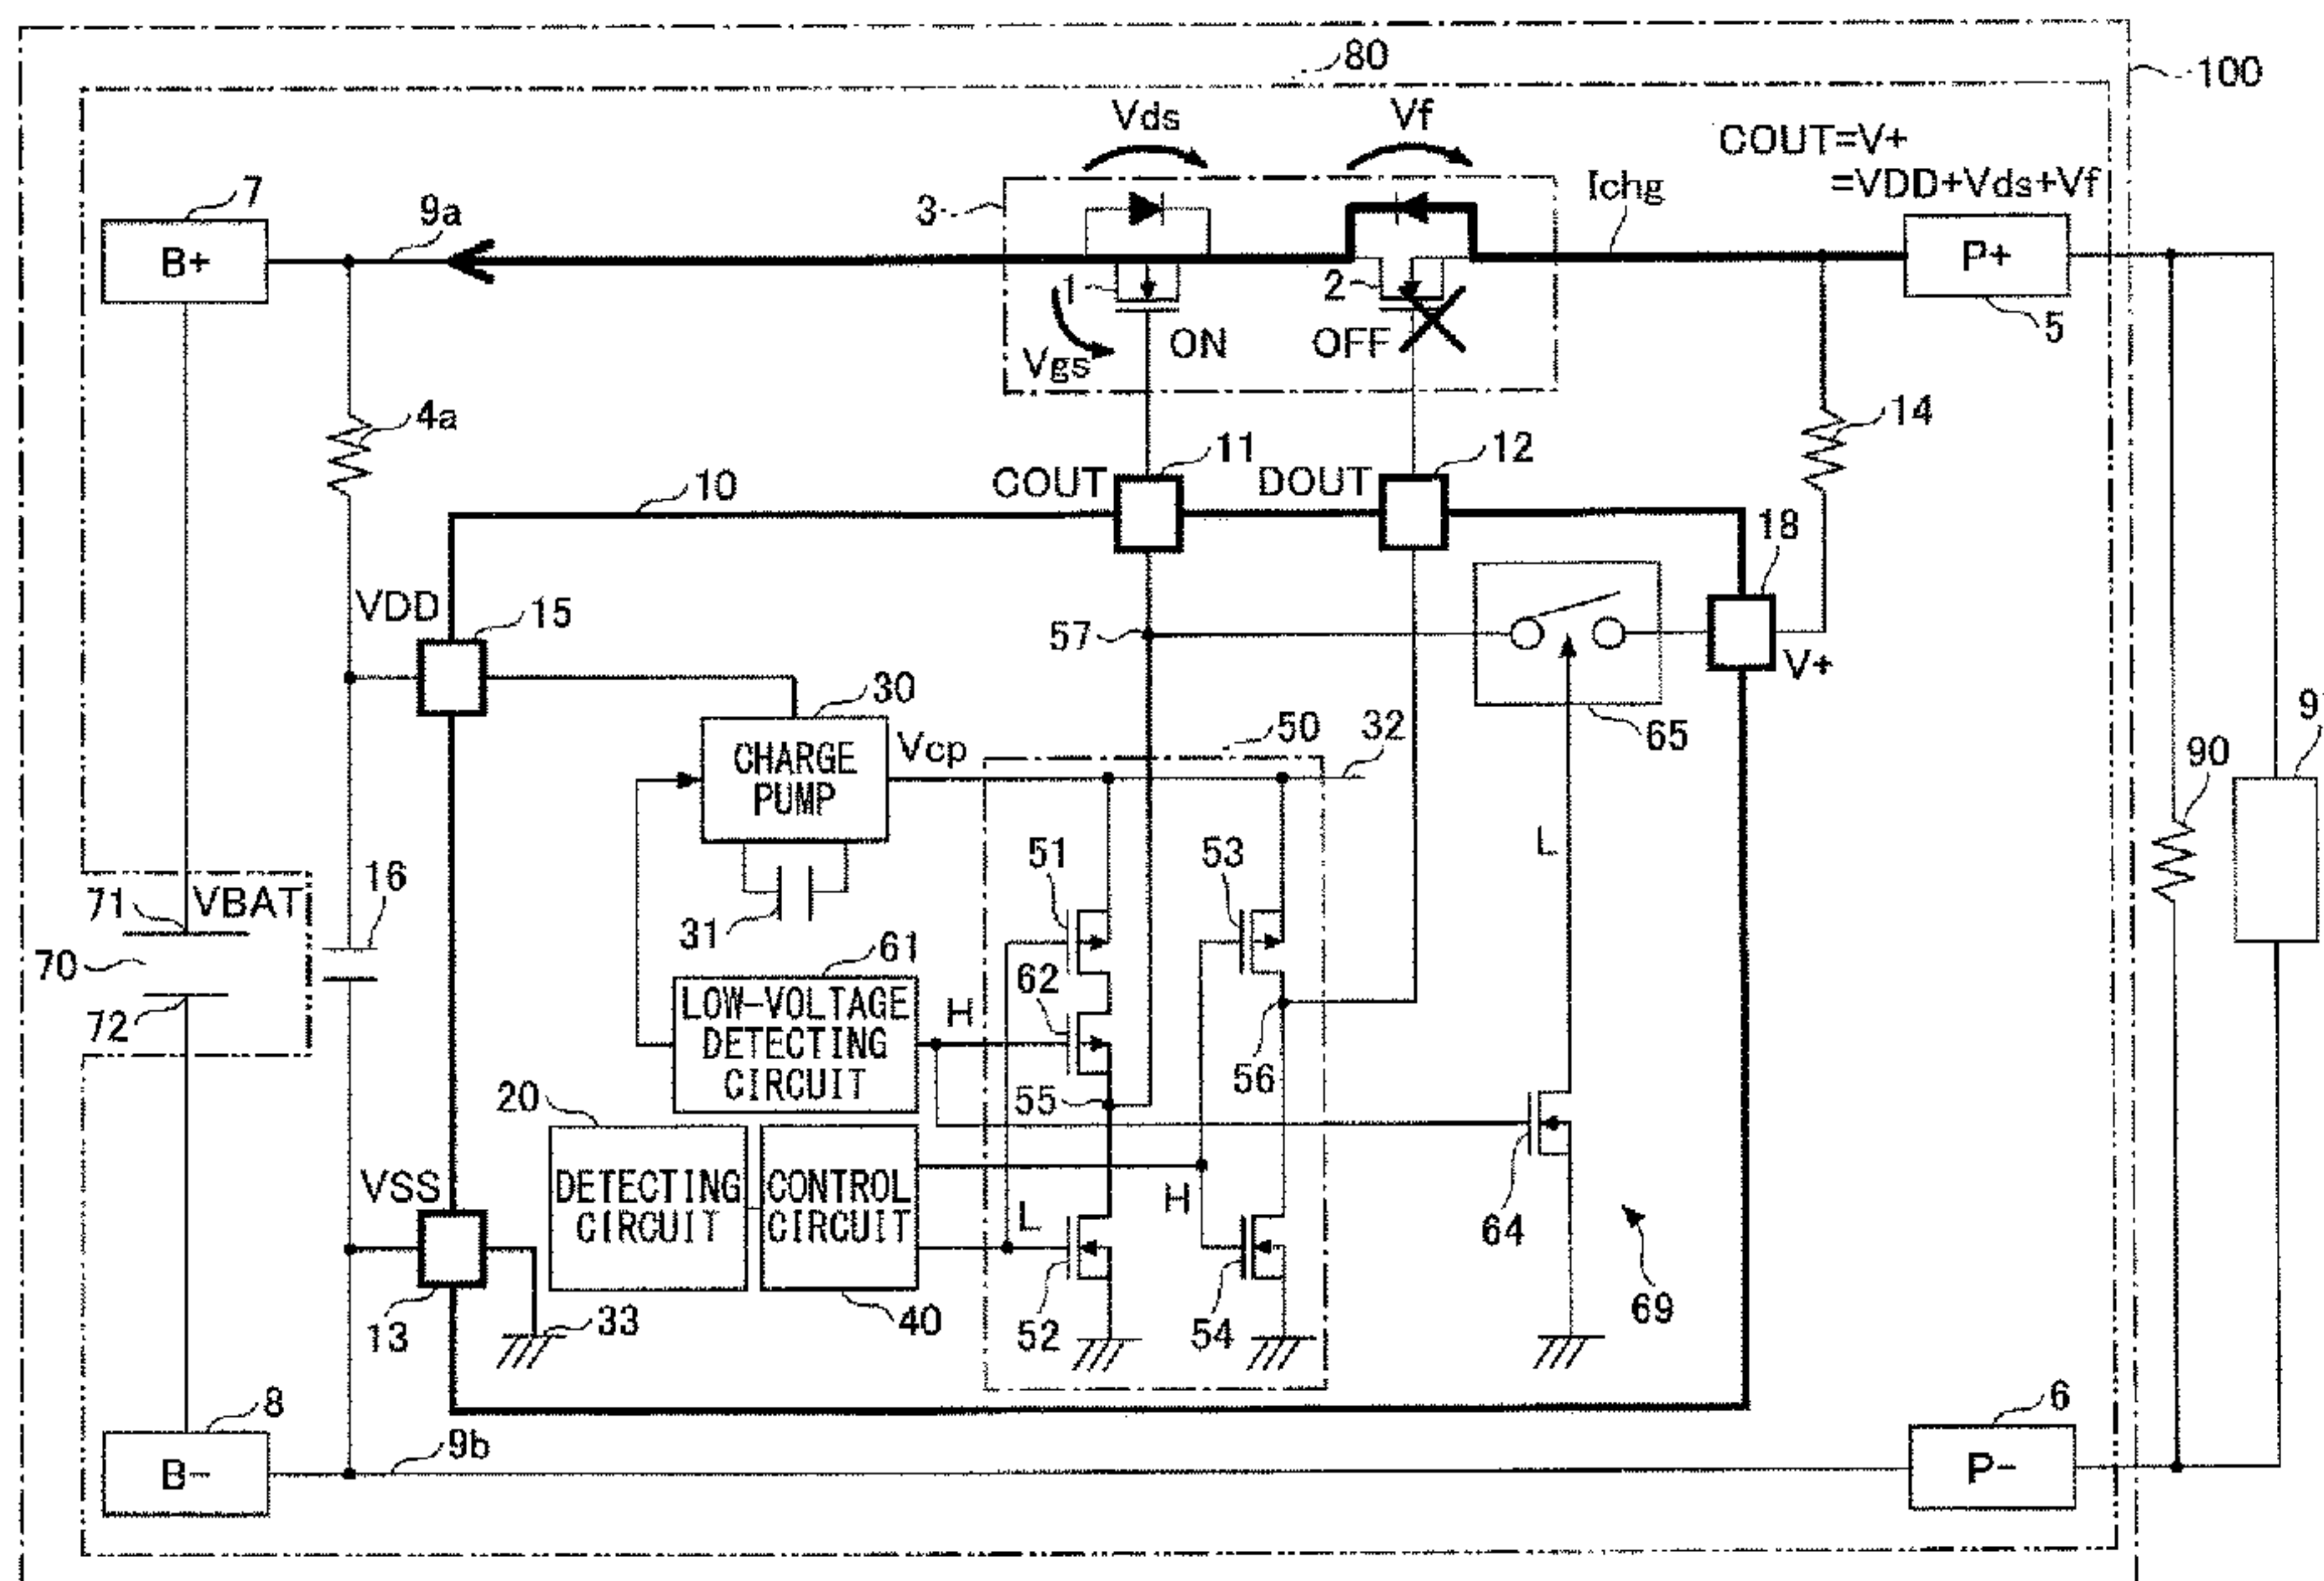 80
100
Vds
Vf
COUT=V+
=VDD+Vds+Vf
7
9a
3
Ichg
B+
P+
1
2
5
ON
OFF
Vgs
4a
14
11
12
COUT
DOUT
10
18
VDD
15
57
V+
30
65
CHARGE
PUMP
Vcp
50
32
9
90
L
51
53
16
71
VBAT
31
61
70
62
LOW-VOLTAGE
DETECTING
CIRCUIT
H
72
56
55
20
DETECTING
CIRCUIT
CONTROL
CIRCUIT
VSS
L
H
64
13
33
40
52
54
69
8
6
9b
B-
P-